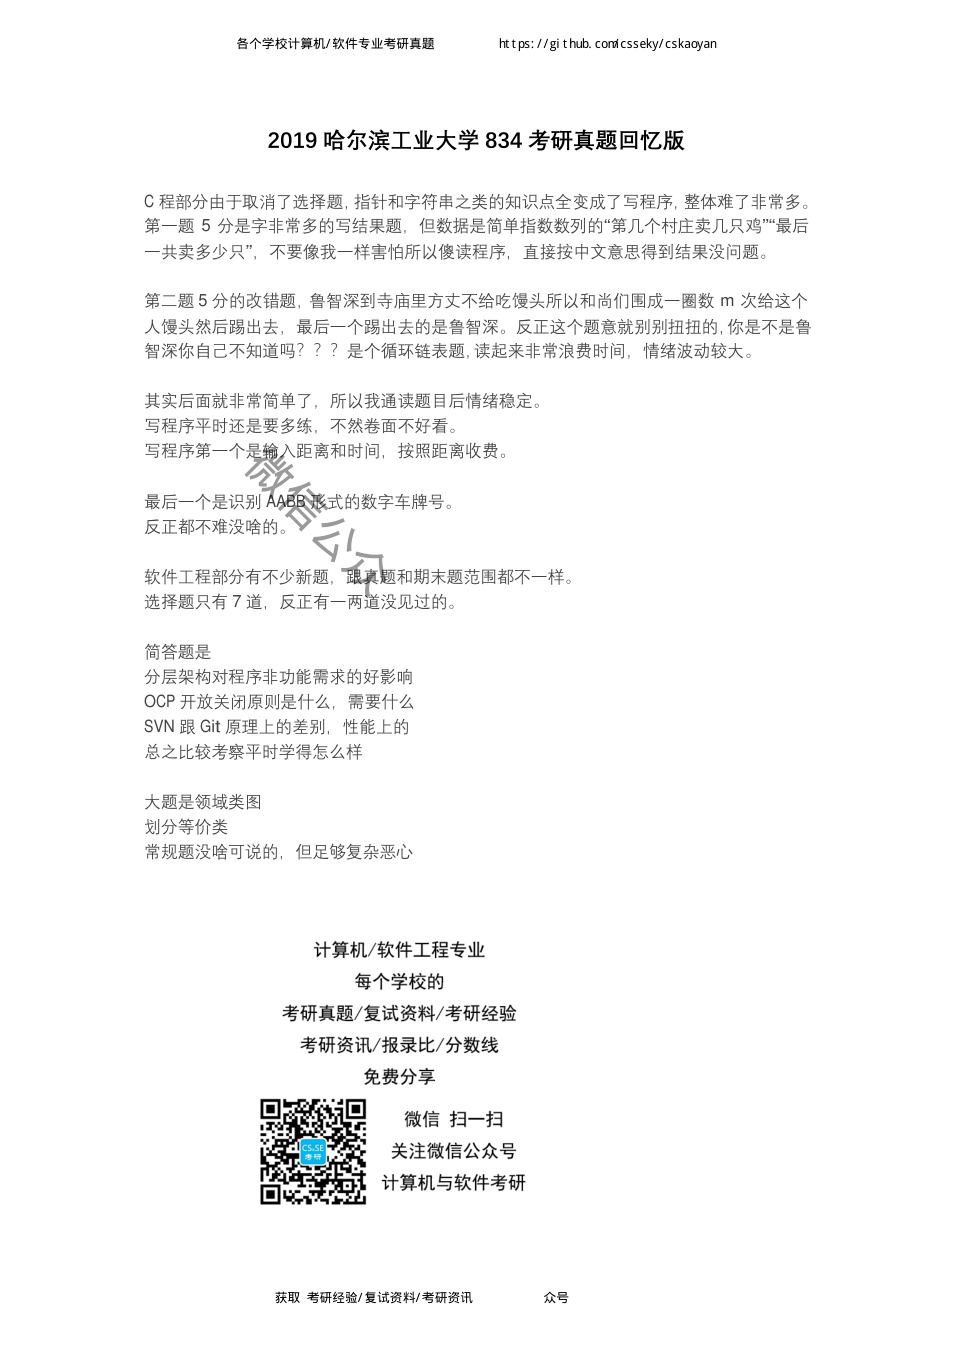 各个学校计算机/软件专业考研真题 https://github.com/csseky/cskaoyan
2019 哈尔滨工业大学 834 考研真题回忆版
C 程部分由于取消了选择题, 指针和字符串之类的知识点全变成了写程序, 整体难了非常多。
第一题 5 分是字非常多的写结果题，但数据是简单指数数列的“第几个村庄卖几只鸡”“最后
一共卖多少只”，不要像我一样害怕所以傻读程序，直接按中文意思得到结果没问题。
第二题 5 分的改错题, 鲁智深到寺庙里方丈不给吃馒头所以和尚们围成一圈数 m 次给这个
人馒头然后踢出去，最后一个踢出去的是鲁智深。反正这个题意就别别扭扭的, 你是不是鲁
智深你自己不知道吗？？？是个循环链表题, 读起来非常浪费时间，情绪波动较大。
其实后面就非常简单了，所以我通读题目后情绪稳定。
写程序平时还是要多练，不然卷面不好看。
写程序第一个是输入距离和时间，按照距离收费。
最后一个是识别 AABB 形式的数字车牌号。
反正都不难没啥的。
微信公众
软件工程部分有不少新题，跟真题和期末题范围都不一样。
选择题只有 7 道，反正有一两道没见过的。
简答题是
分层架构对程序非功能需求的好影响
OCP 开放关闭原则是什么，需要什么
SVN 跟 Git 原理上的差别，性能上的
总之比较考察平时学得怎么样
大题是领域类图
划分等价类
常规题没啥可说的，但足够复杂恶心
计算机/软件工程专业
每个学校的
考研真题/复试资料/考研经验
考研资讯/报录比/分数线
免费分享
CS.SE
考研
微信 扫一扫
关注微信公众号
计算机与软件考研
获取 考研经验/复试资料/考研资讯 众号